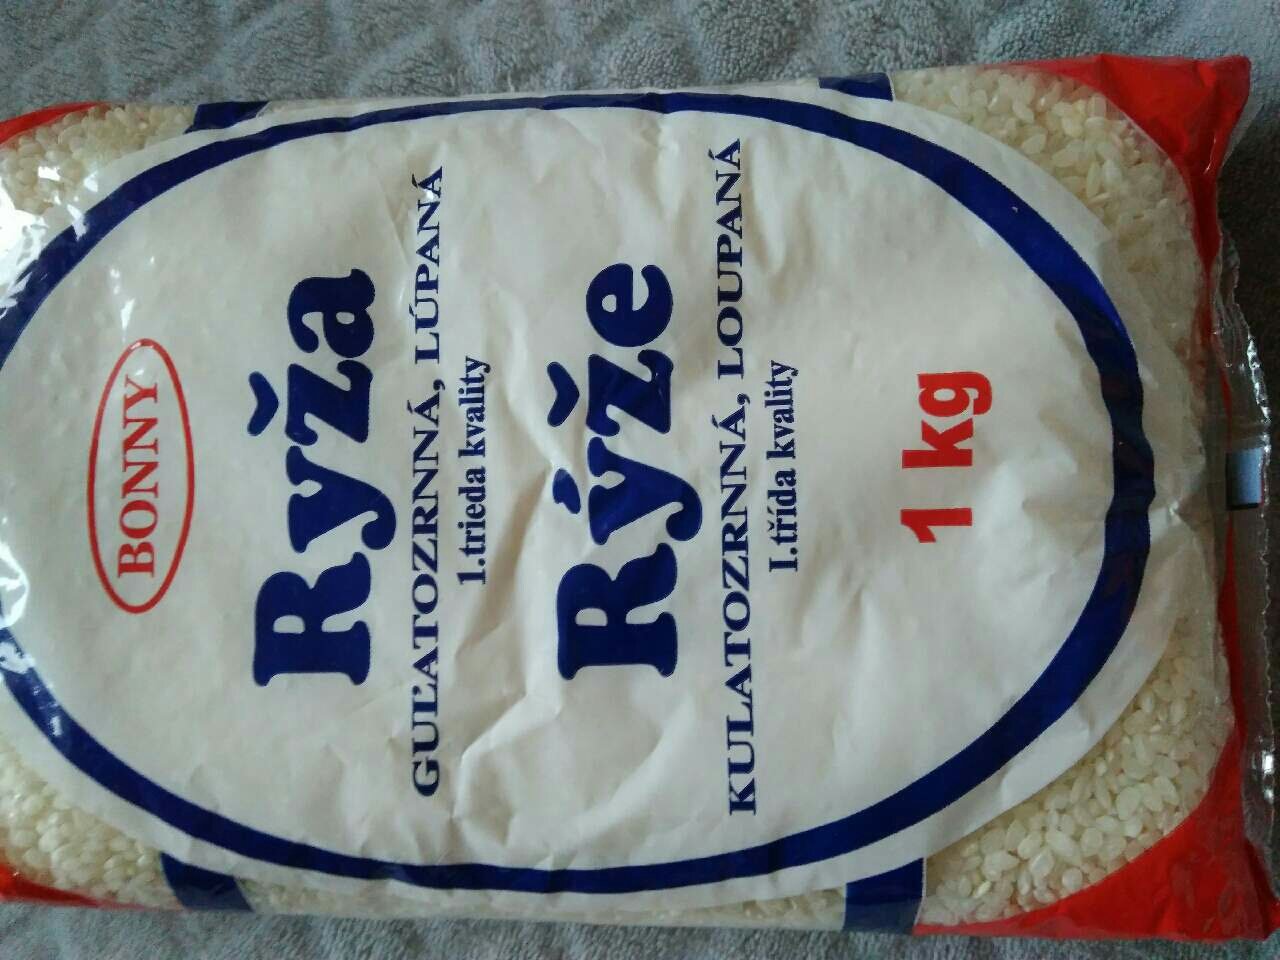 BONNY
Ryža
GUĽATOZRNNÁ, LÚPANÁ
1.trieda kvality
Rýže
KULATOZRNNÁ, LOUPANÁ
I.třída kvality
1 kg